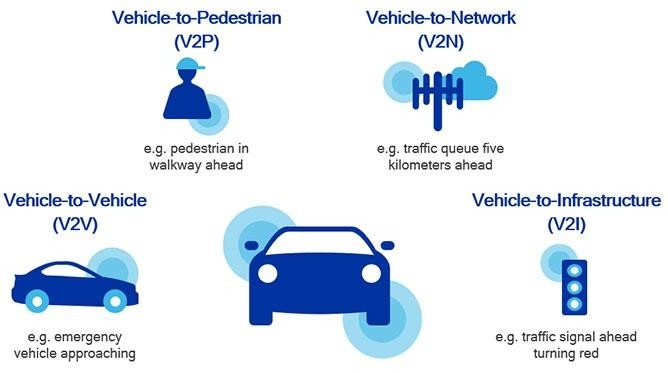 Vehicle-to-Pedestrian
(V2P)
e.g. pedestrian in
walkway ahead
Vehicle-to-Network
(V2N)
e.g. traffic queue five
kilometers ahead
Vehicle-to-Vehicle
(V2V)
e.g. emergency
vehicle approaching
Vehicle-to-Infrastructure
(V2I)
e.g. traffic signal ahead
turning red